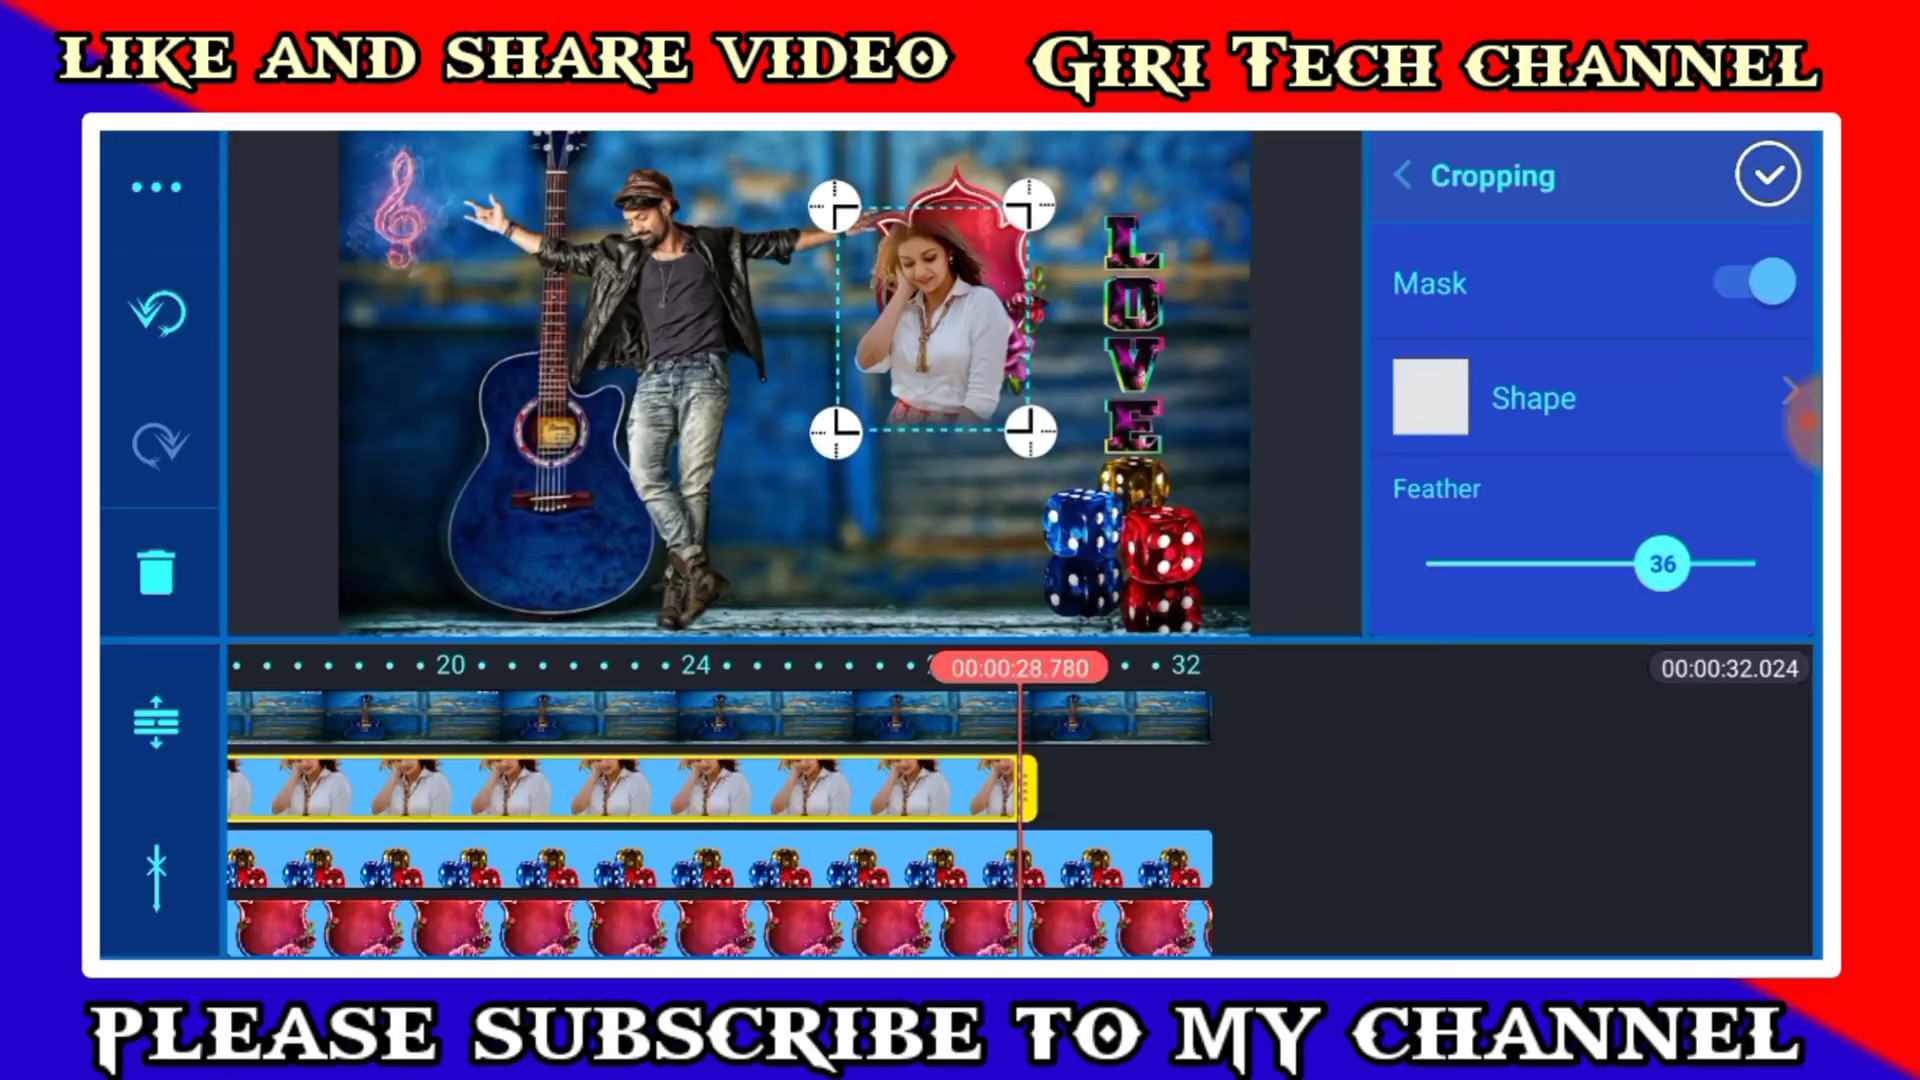 LIKE AND SHARE VIDEO GIRI TECH CHANNEL
Cropping
Mask
L
O
V
E
Shape
Feather
36
20 24 00:00:28.780 32 00:00:32.024
PLEASE SUBSCRIBE TO MY CHANNEL